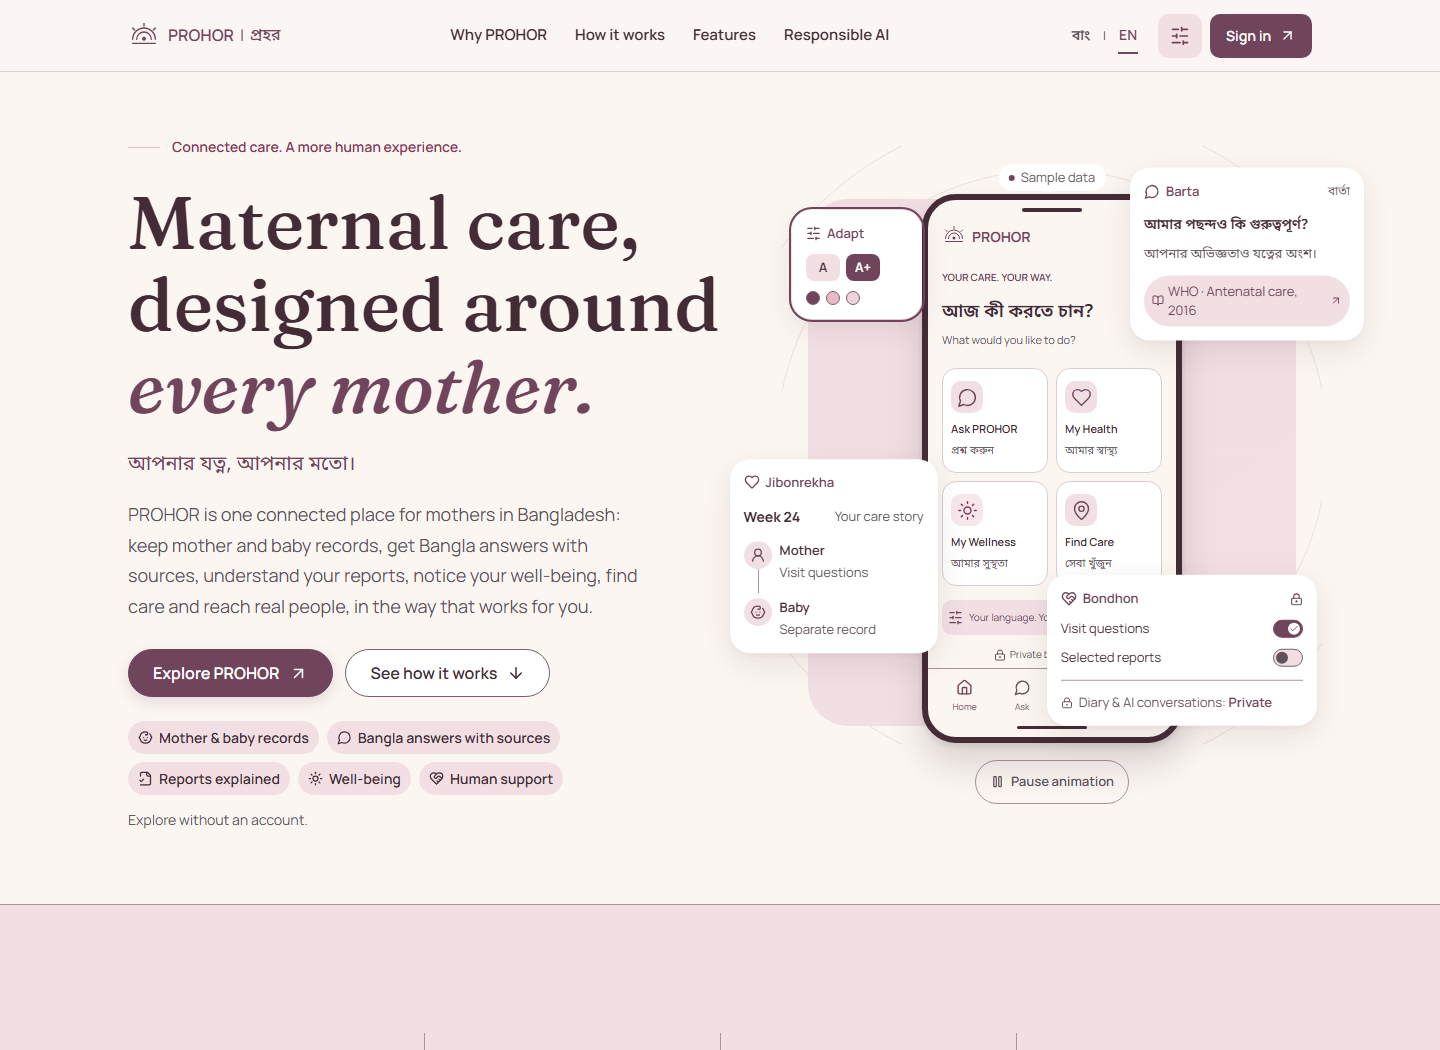 PROHOR | প্রহর
Why PROHOR
How it works
Features
Responsible AI
বাং | EN
Sign in
Connected care. A more human experience.
Maternal care,
designed around
every mother.
আপনার যত্ন, আপনার মতো।
PROHOR is one connected place for mothers in Bangladesh:
keep mother and baby records, get Bangla answers with
sources, understand your reports, notice your well-being, find
care and reach real people, in the way that works for you.
Explore PROHOR
See how it works
Mother & baby records
Bangla answers with sources
Reports explained
Well-being
Human support
Explore without an account.
Sample data
Adapt
A
A+
PROHOR
YOUR CARE. YOUR WAY.
আজ কী করতে চান?
What would you like to do?
Ask PROHOR
প্রশ্ন করুন
My Health
আমার স্বাস্থ্য
My Wellness
আমার সুস্থতা
Find Care
সেবা খুঁজুন
Your language.
Private
Home
Ask
Barta
বার্তা
আমার পছন্দও কি গুরুত্বপূর্ণ?
আপনার অভিজ্ঞতাও যত্নের অংশ।
WHO · Antenatal care,
2016
Jibonrekha
Week 24
Your care story
Mother
Visit questions
Baby
Separate record
Bondhon
Visit questions
Selected reports
Diary & AI conversations: Private
Pause animation